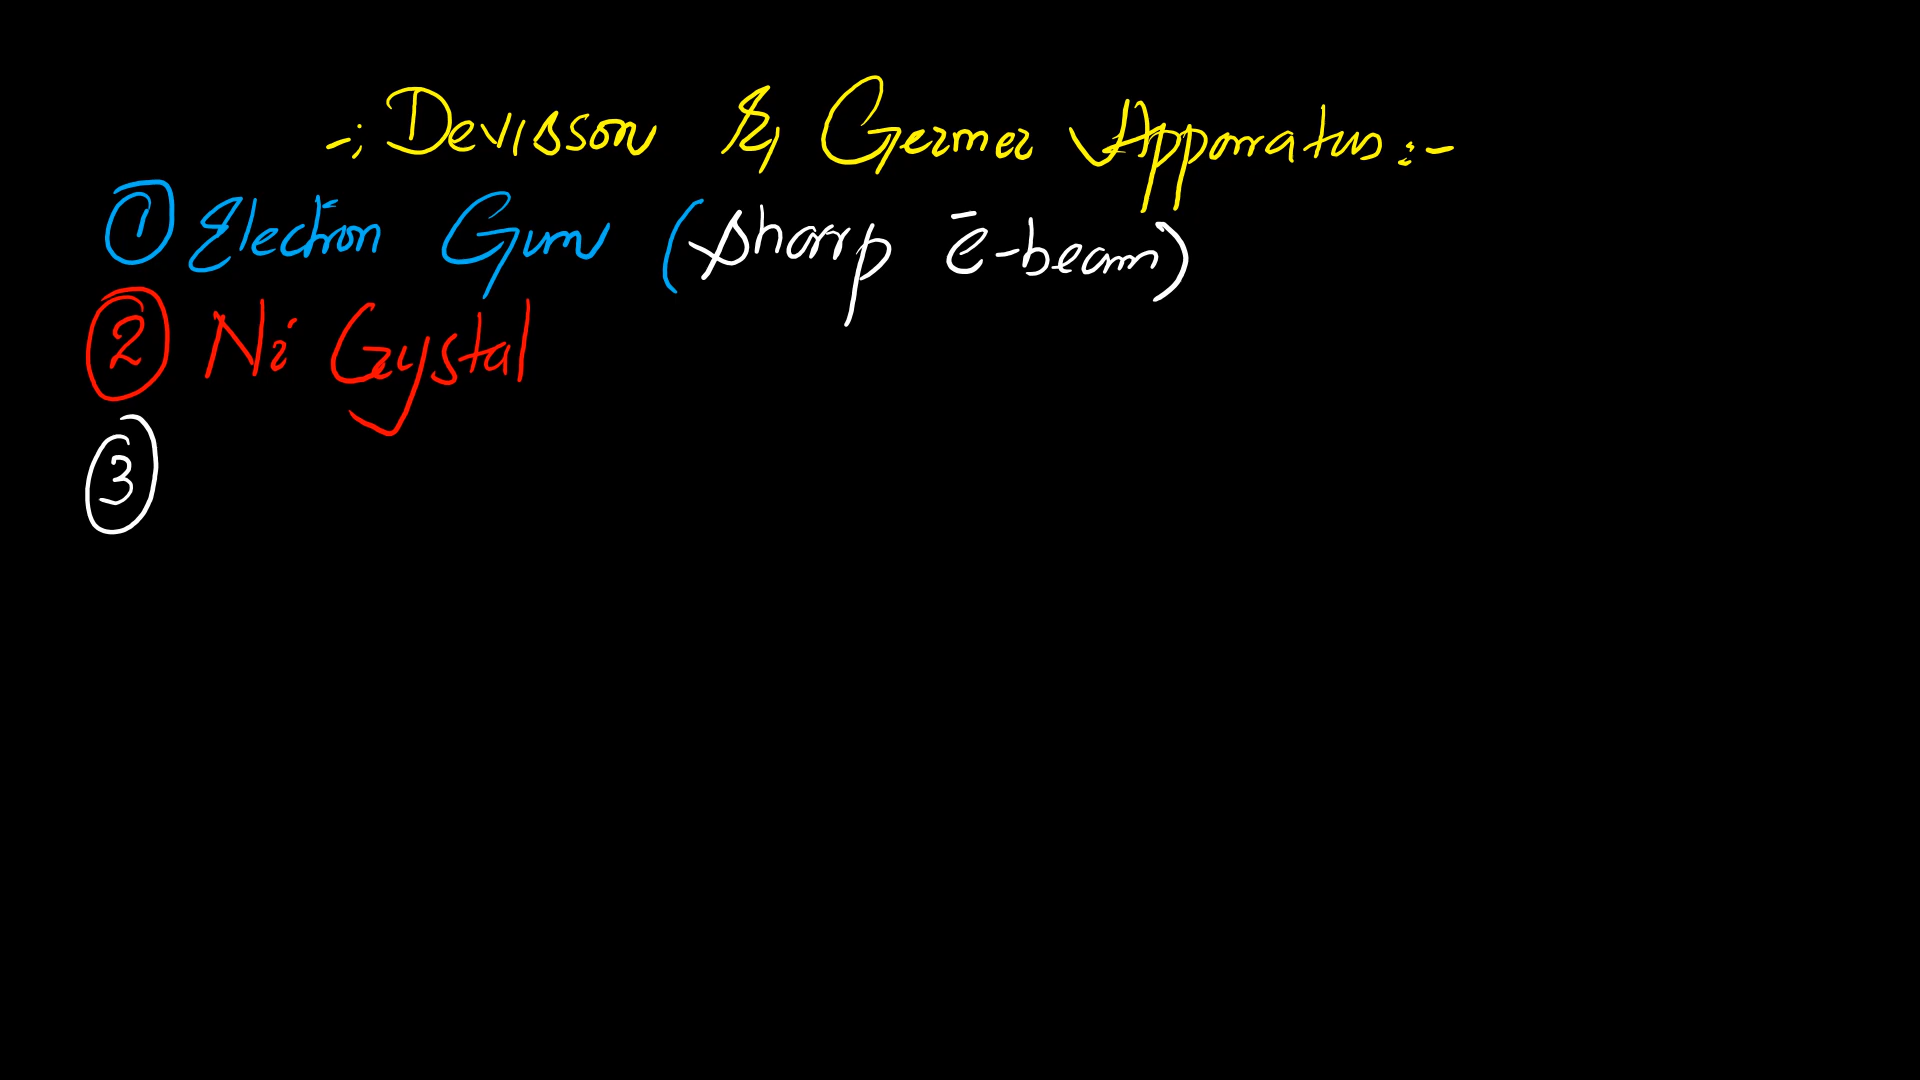 -: Devisson & Germer Apparatus :-
① Electron Gun (sharp e̅-beam)
② Ni Crystal
③